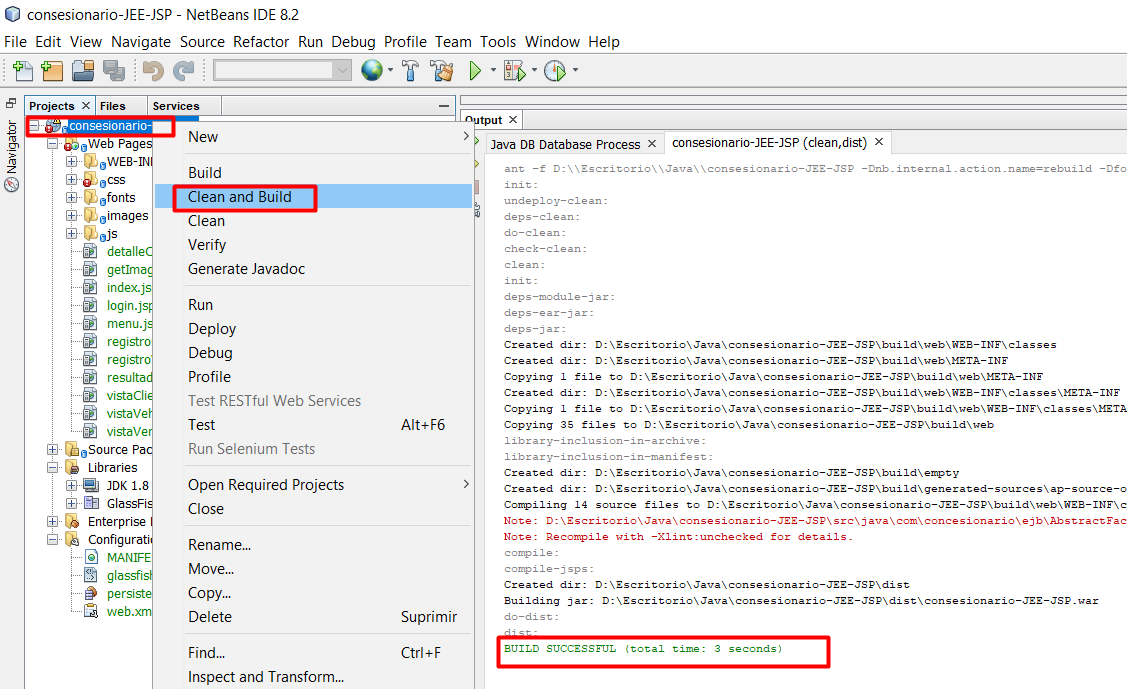 consesionario-JEE-JSP - NetBeans IDE 8.2
File Edit View Navigate Source Refactor Run Debug Profile Team Tools Window Help
Projects Files Services
Navigator
consesionario-
Web Pages
WEB-IN
css
fonts
images
js
detalleC
getImag
index.js
login.jsp
menu.js
registro
registro
resultad
vistaClie
vistaVeh
vistaVer
Source Pac
Libraries
JDK 1.8
GlassFis
Enterprise
Configuratio
MANIFE
glassfish
persiste
web.xm
New
Build
Clean and Build
Clean
Verify
Generate Javadoc
Run
Deploy
Debug
Profile
Test RESTful Web Services
Test Alt+F6
Run Selenium Tests
Open Required Projects
Close
Rename...
Move...
Copy...
Delete Suprimir
Find... Ctrl+F
Inspect and Transform...
Output
Java DB Database Process consesionario-JEE-JSP (clean,dist)
ant -f D:\\Escritorio\\Java\\consesionario-JEE-JSP -Dnb.internal.action.name=rebuild -Dfo
init:
undeploy-clean:
deps-clean:
do-clean:
check-clean:
clean:
init:
deps-module-jar:
deps-ear-jar:
deps-jar:
Created dir: D:\Escritorio\Java\consesionario-JEE-JSP\build\web\WEB-INF\classes
Created dir: D:\Escritorio\Java\consesionario-JEE-JSP\build\web\META-INF
Copying 1 file to D:\Escritorio\Java\consesionario-JEE-JSP\build\web\META-INF
Created dir: D:\Escritorio\Java\consesionario-JEE-JSP\build\web\WEB-INF\classes\META-INF
Copying 1 file to D:\Escritorio\Java\consesionario-JEE-JSP\build\web\WEB-INF\classes\META
Copying 35 files to D:\Escritorio\Java\consesionario-JEE-JSP\build\web
library-inclusion-in-archive:
library-inclusion-in-manifest:
Created dir: D:\Escritorio\Java\consesionario-JEE-JSP\build\empty
Created dir: D:\Escritorio\Java\consesionario-JEE-JSP\build\generated-sources\ap-source-o
Compiling 14 source files to D:\Escritorio\Java\consesionario-JEE-JSP\build\web\WEB-INF\c
Note: D:\Escritorio\Java\consesionario-JEE-JSP\src\java\com\concesionario\ejb\AbstractFac
Note: Recompile with -Xlint:unchecked for details.
compile:
compile-jsps:
Created dir: D:\Escritorio\Java\consesionario-JEE-JSP\dist
Building jar: D:\Escritorio\Java\consesionario-JEE-JSP\dist\consesionario-JEE-JSP.war
do-dist:
dist:
BUILD SUCCESSFUL (total time: 3 seconds)